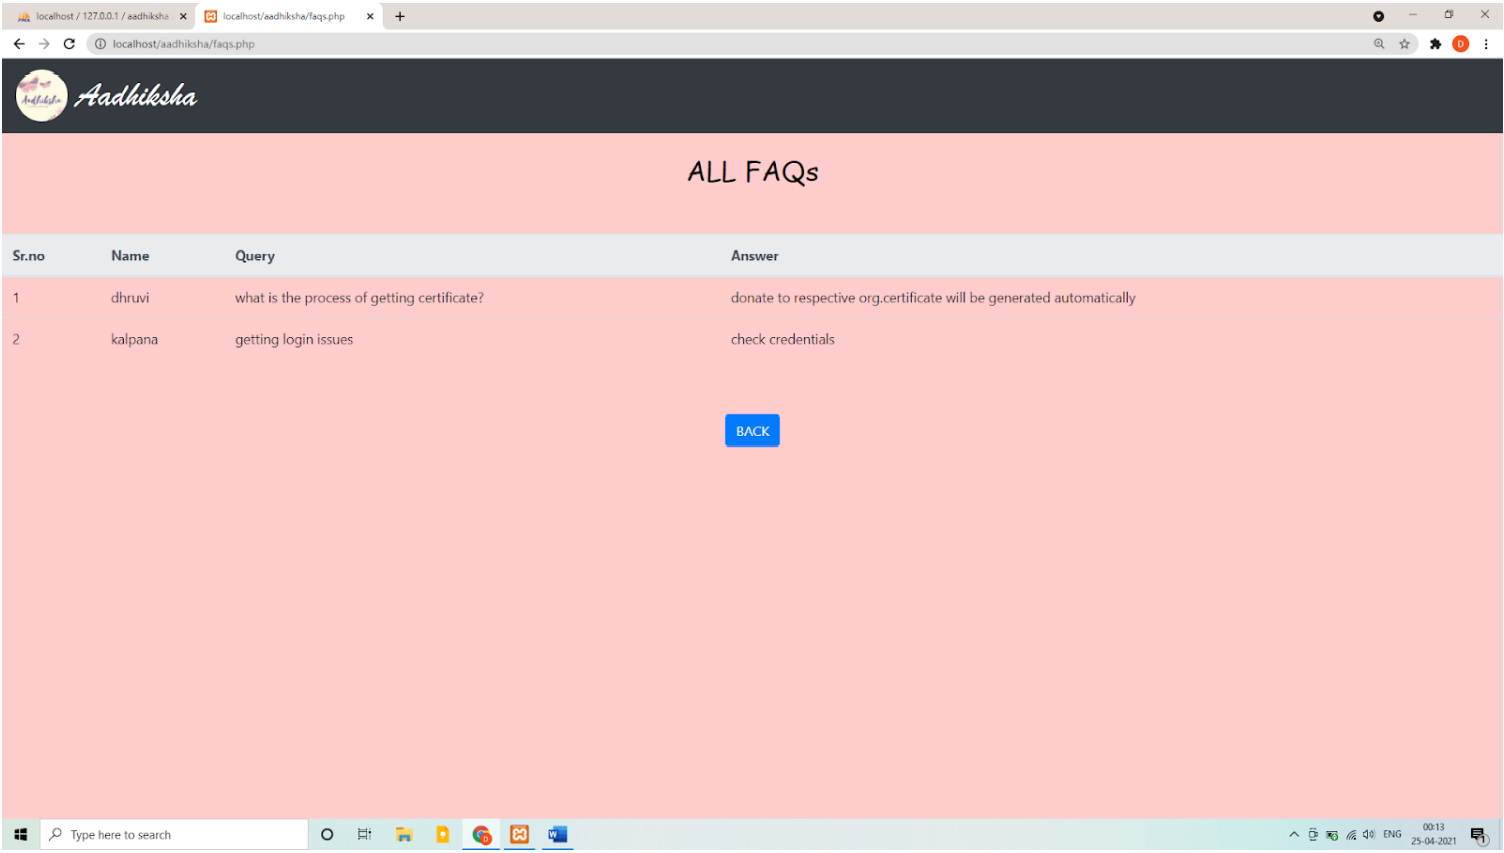 localhost / 127.0.0.1 / aadhiksha
localhost/aadhiksha/faqs.php
localhost/aadhiksha/faqs.php
D
Aadhiksha
Aadhiksha
ALL FAQs
Sr.no Name Query Answer
1 dhruvi what is the process of getting certificate? donate to respective org.certificate will be generated automatically
2 kalpana getting login issues check credentials
BACK
Type here to search
ENG
00:13
25-04-2021
1